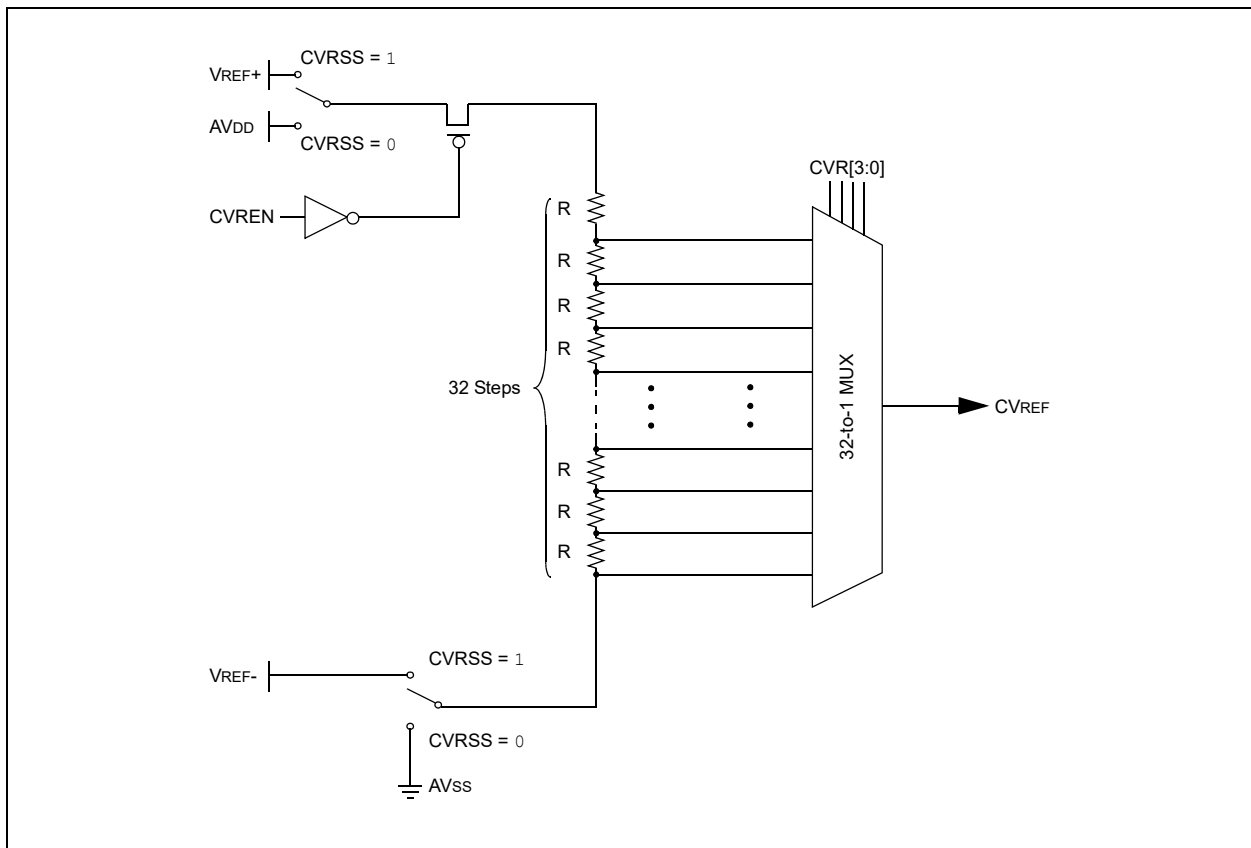 CVRSS = 1
VREF+
AVDD
CVRSS = 0
CVREN
CVR[3:0]
R
R
R
R
32 Steps
32-to-1 MUX
CVREF
R
R
R
CVRSS = 1
VREF-
CVRSS = 0
AVSS